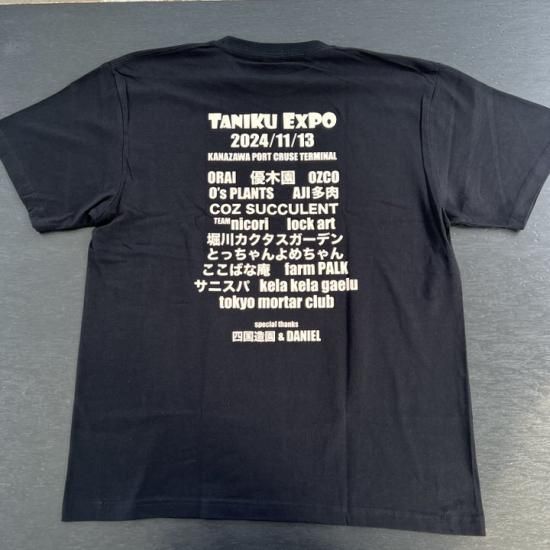 TANIKU EXPO
2024/11/13
KANAZAWA PORT CRUSE TERMINAL
ORAI 優木園 OZCO
O's PLANTS AJI多肉
COZ SUCCULENT
TEAM nicori lock art
堀川カクタスガーデン
とっちゃんよめちゃん
ここばな庵 farm PALK
サニスパ kela kela gaelu
tokyo mortar club
special thanks
四国造園 & DANIEL